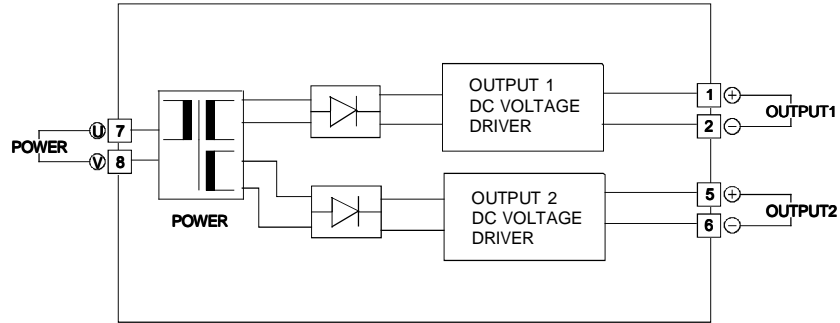 OUTPUT 1
DC VOLTAGE
DRIVER
1 +
2 −
OUTPUT1
POWER
U 7
V 8
POWER
OUTPUT 2
DC VOLTAGE
DRIVER
5 +
6 −
OUTPUT2